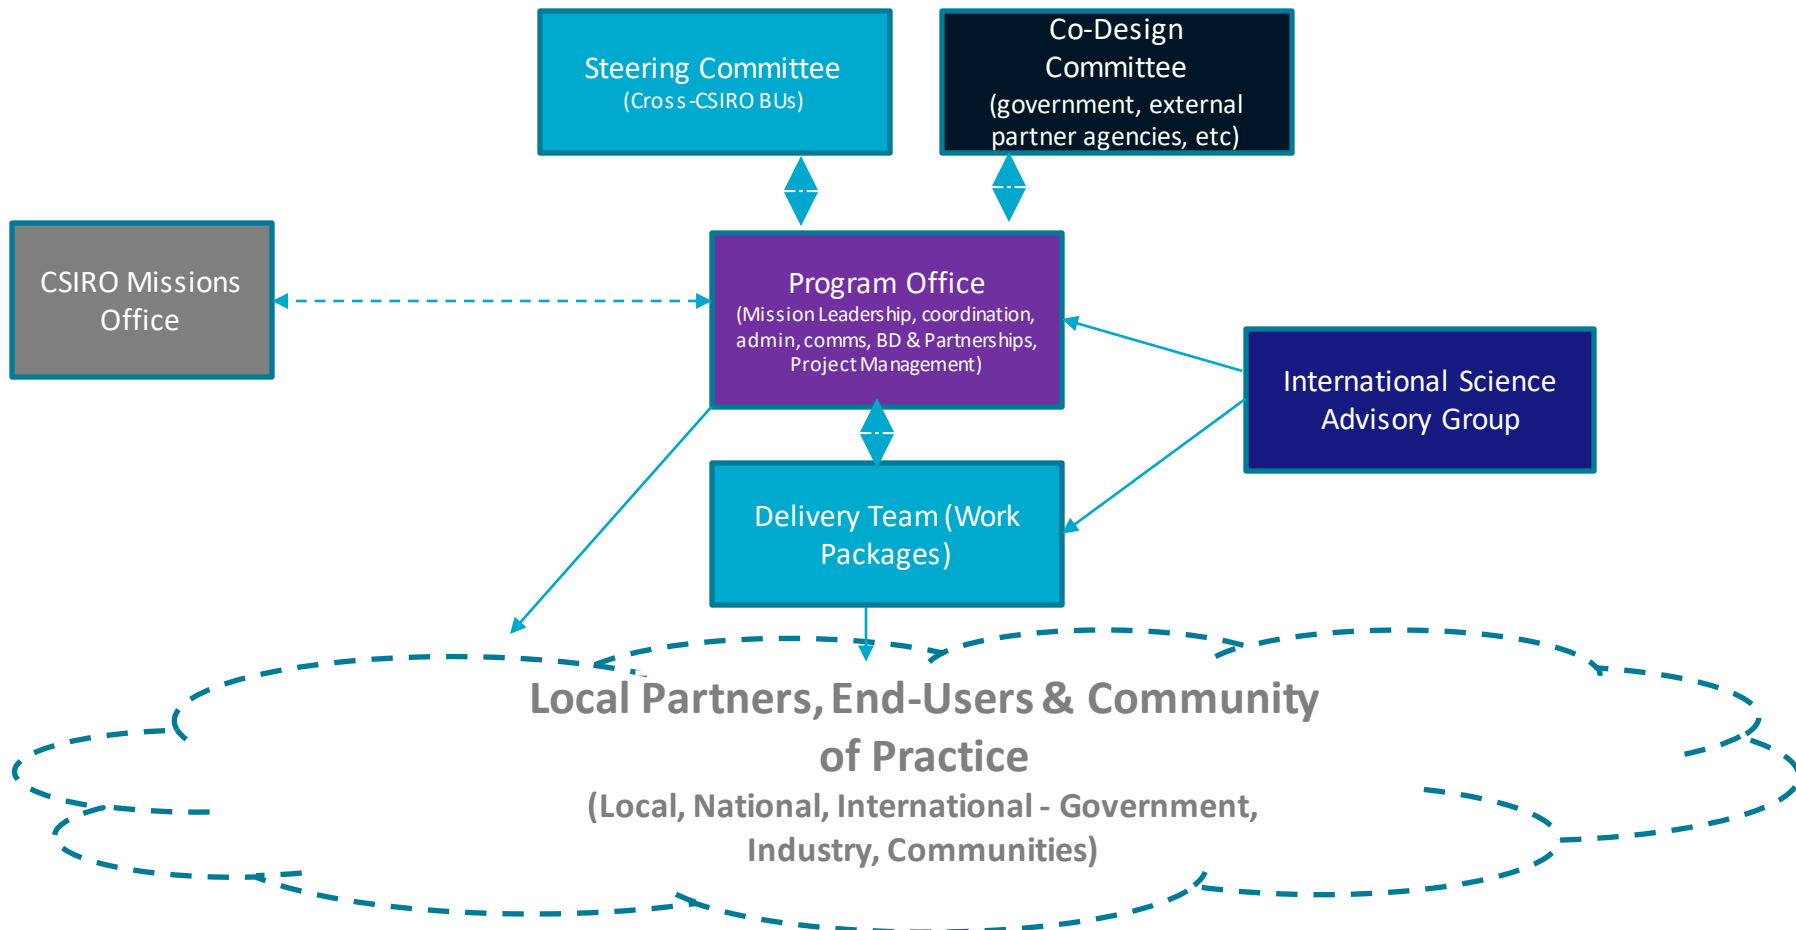 Steering Committee
(Cross-CSIRO BUs)
Co-Design
Committee
(government, external
partner agencies, etc)
CSIRO Missions
Office
Program Office
(Mission Leadership, coordination,
admin, comms, BD & Partnerships,
Project Management)
International Science
Advisory Group
Delivery Team (Work
Packages)
Local Partners, End-Users & Community
of Practice
(Local, National, International - Government,
Industry, Communities)